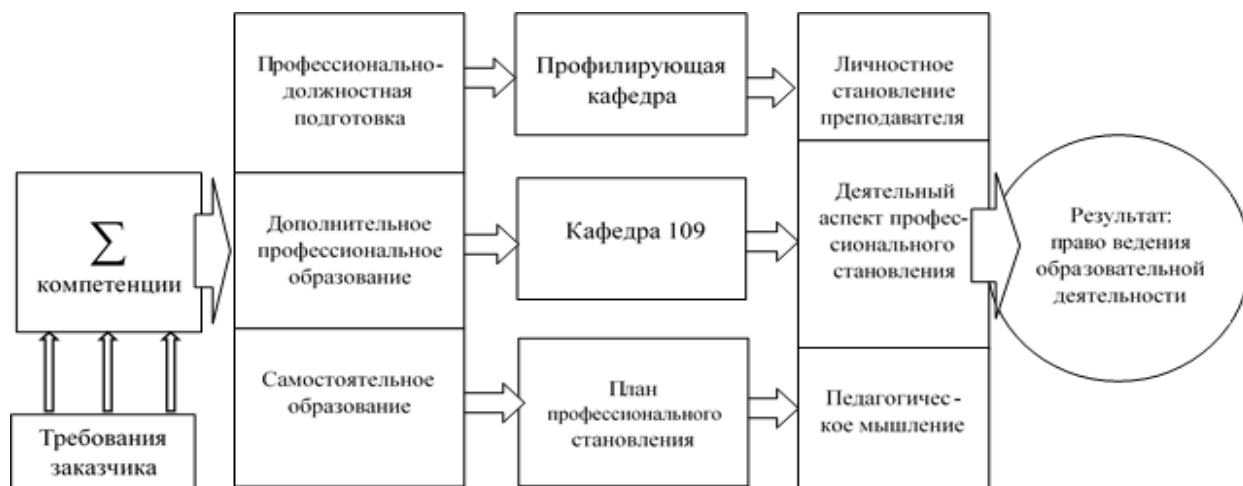 ∑
компетенции
Требования
заказчика
Профессионально-
должностная
подготовка
Дополнительное
профессиональное
образование
Самостоятельное
образование
Профилирующая
кафедра
Кафедра 109
План
профессионального
становления
Личностное
становление
преподавателя
Деятельный
аспект профес-
сионального
становления
Педагогичес-
кое мышление
Результат:
право ведения
образовательной
деятельности